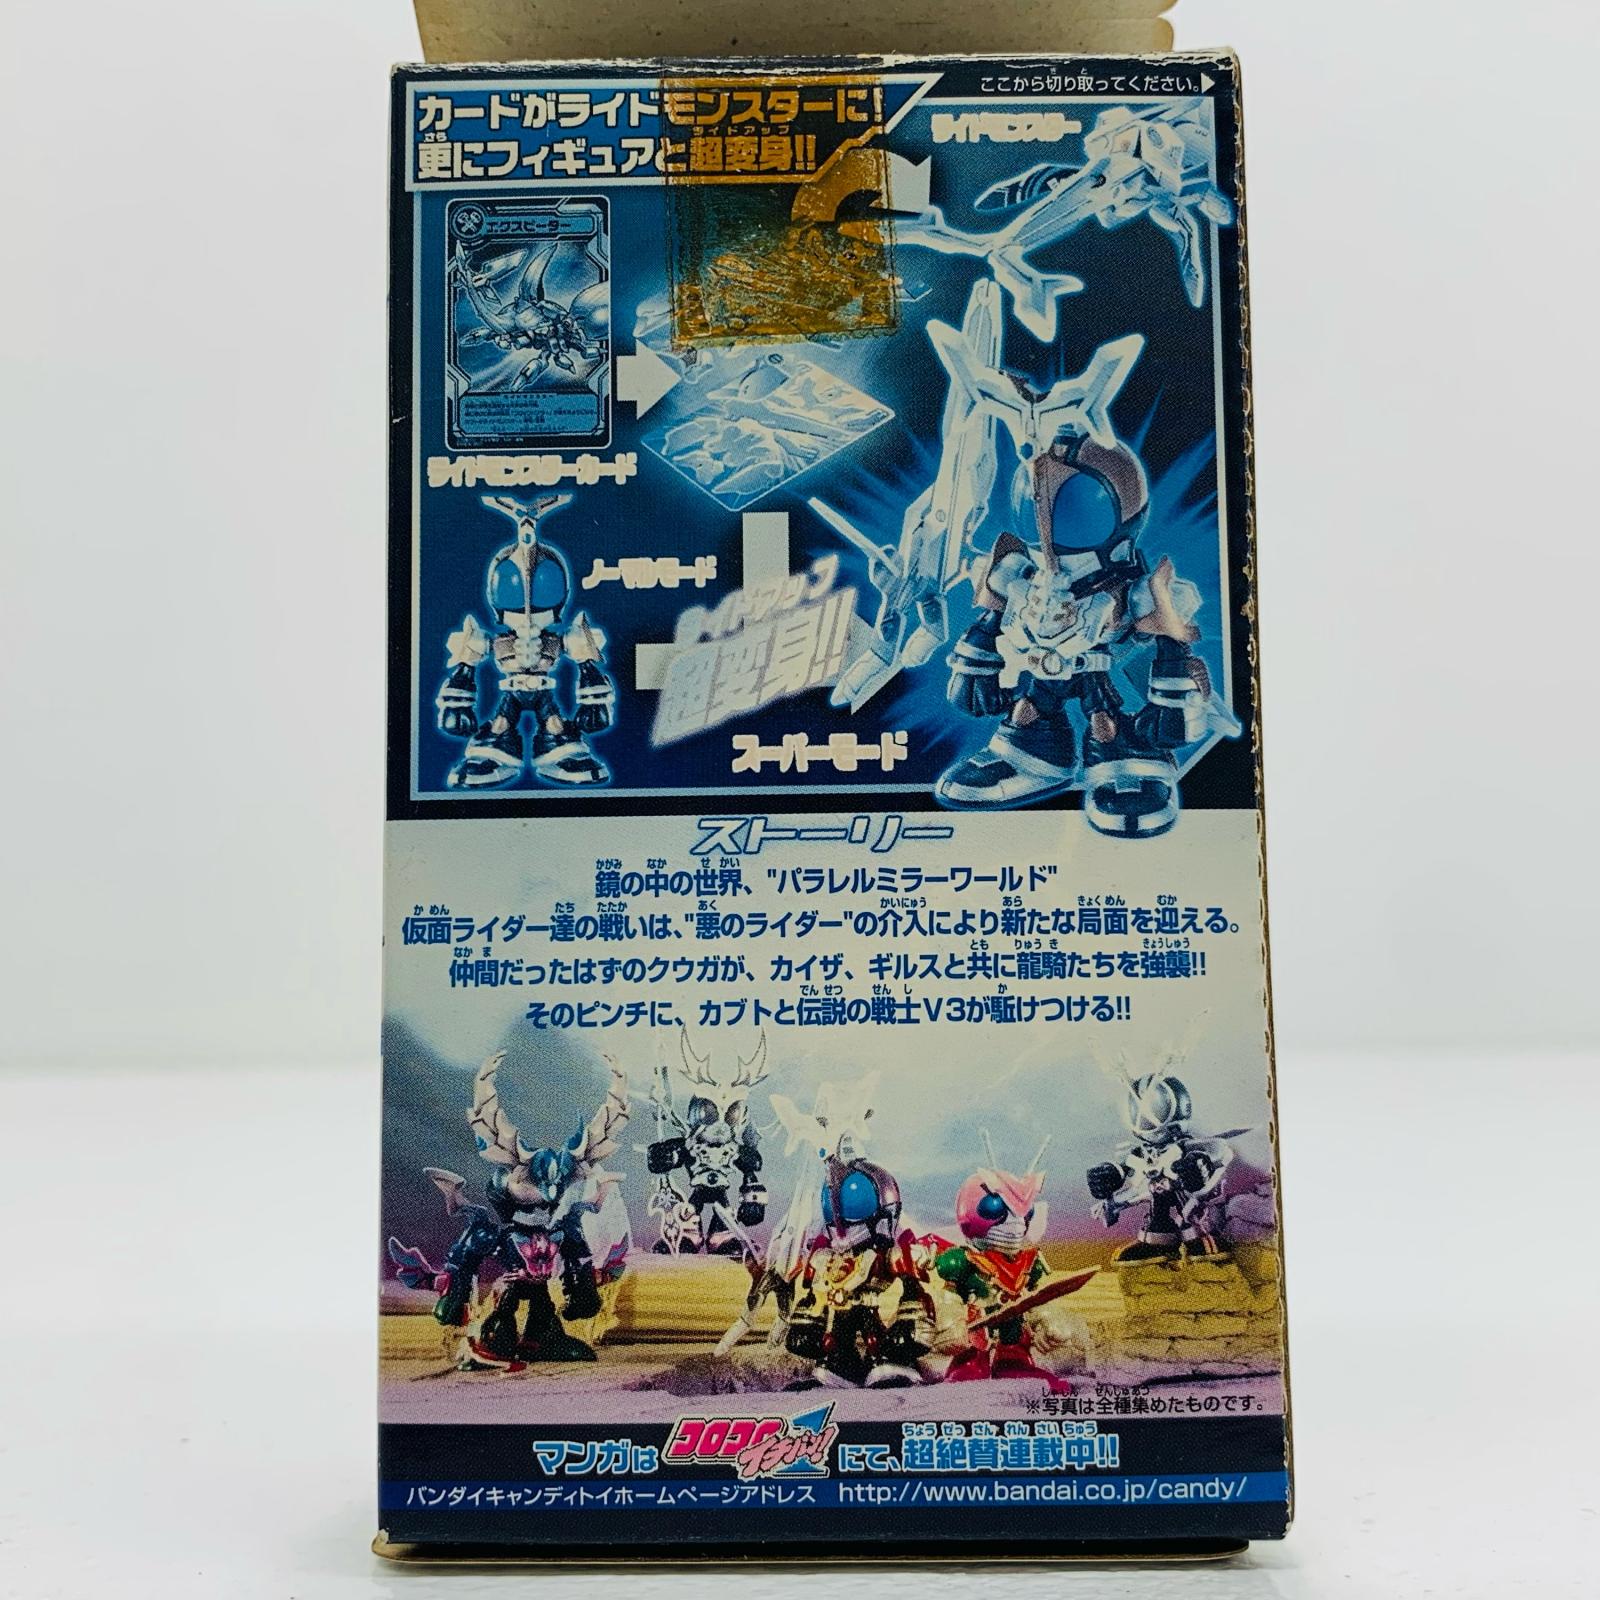 ここから切り取ってください。
カードがライドモンスターに!
更にフィギュアと超変身!!
ライドアップ
ライドモンスター
エクスビーター
ライドモンスターカード
ノーマルモード
ライドアップ
超変身!!
スーパーモード
ストーリー
鏡の中の世界、"パラレルミラーワールド"
仮面ライダー達の戦いは、"悪のライダー"の介入により新たな局面を迎える。
仲間だったはずのクウガが、カイザ、ギルスと共に龍騎たちを強襲!!
そのピンチに、カブトと伝説の戦士V3が駆けつける!!
※写真は全種集めたものです。
マンガはコロコロイチバン!にて、超絶賛連載中!!
バンダイキャンディトイホームページアドレス http://www.bandai.co.jp/candy/